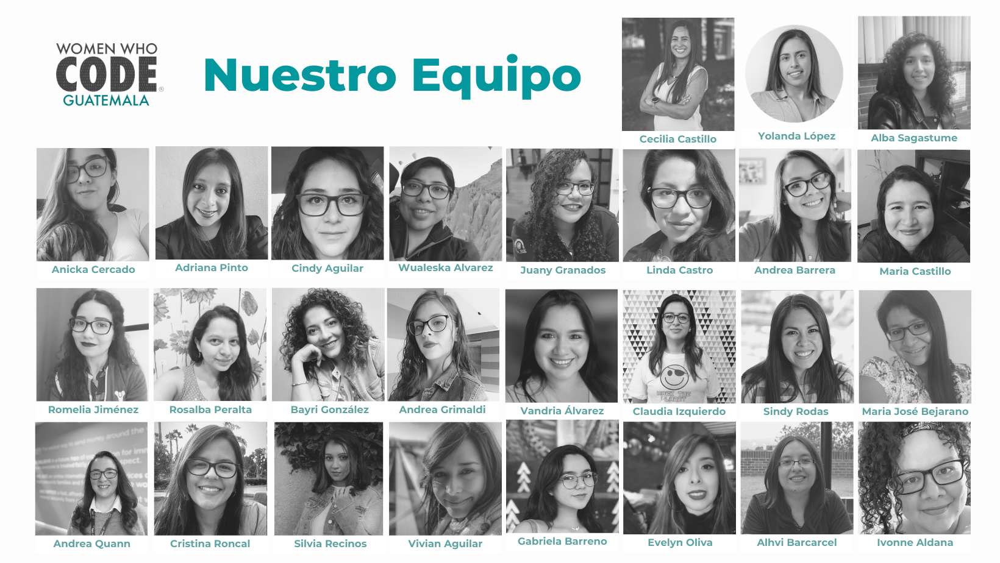 WOMEN WHO
CODE®
GUATEMALA
Nuestro Equipo
Cecilia Castillo
Yolanda López
Alba Sagastume
Anicka Cercado
Adriana Pinto
Cindy Aguilar
Wualeska Alvarez
Juany Granados
Linda Castro
Andrea Barrera
Maria Castillo
Romelia Jiménez
Rosalba Peralta
Bayri González
Andrea Grimaldi
Vandria Álvarez
Claudia Izquierdo
Sindy Rodas
Maria José Bejarano
HACK THE
PLANET
Andrea Quann
Cristina Roncal
Silvia Recinos
Vivian Aguilar
Gabriela Barreno
Evelyn Oliva
Alhvi Barcarcel
Ivonne Aldana